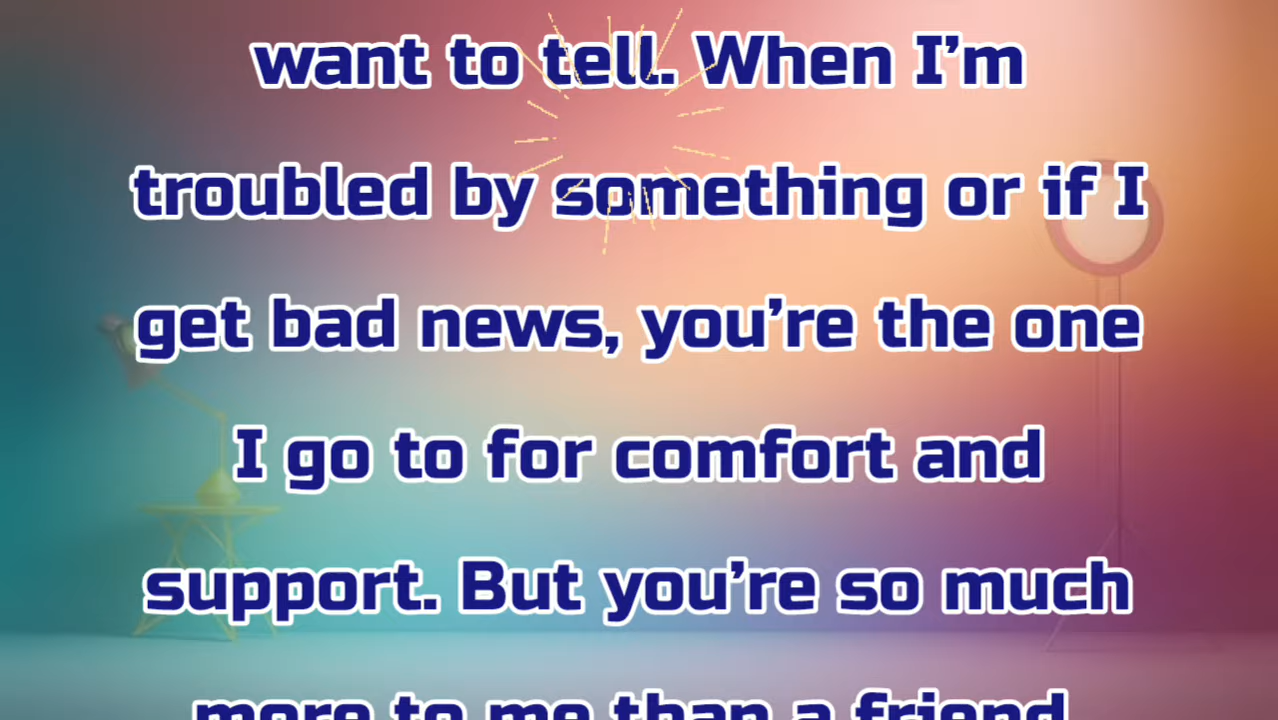 want to tell. When I’m
troubled by something or if I
get bad news, you’re the one
I go to for comfort and
support. But you’re so much
more to me than a friend